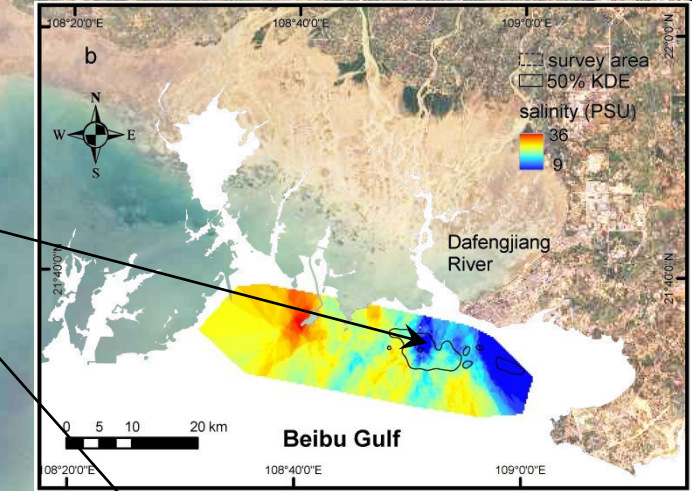 108°20'0"E
108°40'0"E
109°0'0"E
b
N
W
E
S
22°0'0"N
survey area
50% KDE
salinity (PSU)
36
9
Dafengjiang
River
21°40'0"N
21°40'0"N
0 5 10 20 km
Beibu Gulf
108°20'0"E
108°40'0"E
109°0'0"E